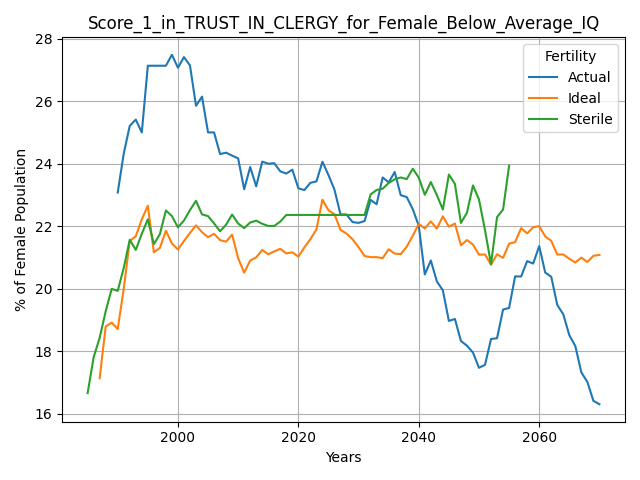 Score_1_in_TRUST_IN_CLERGY_for_Female_Below_Average_IQ
% of Female Population
28
26
24
22
20
18
16
Fertility
Actual
Ideal
Sterile
2000
2020
2040
2060
Years